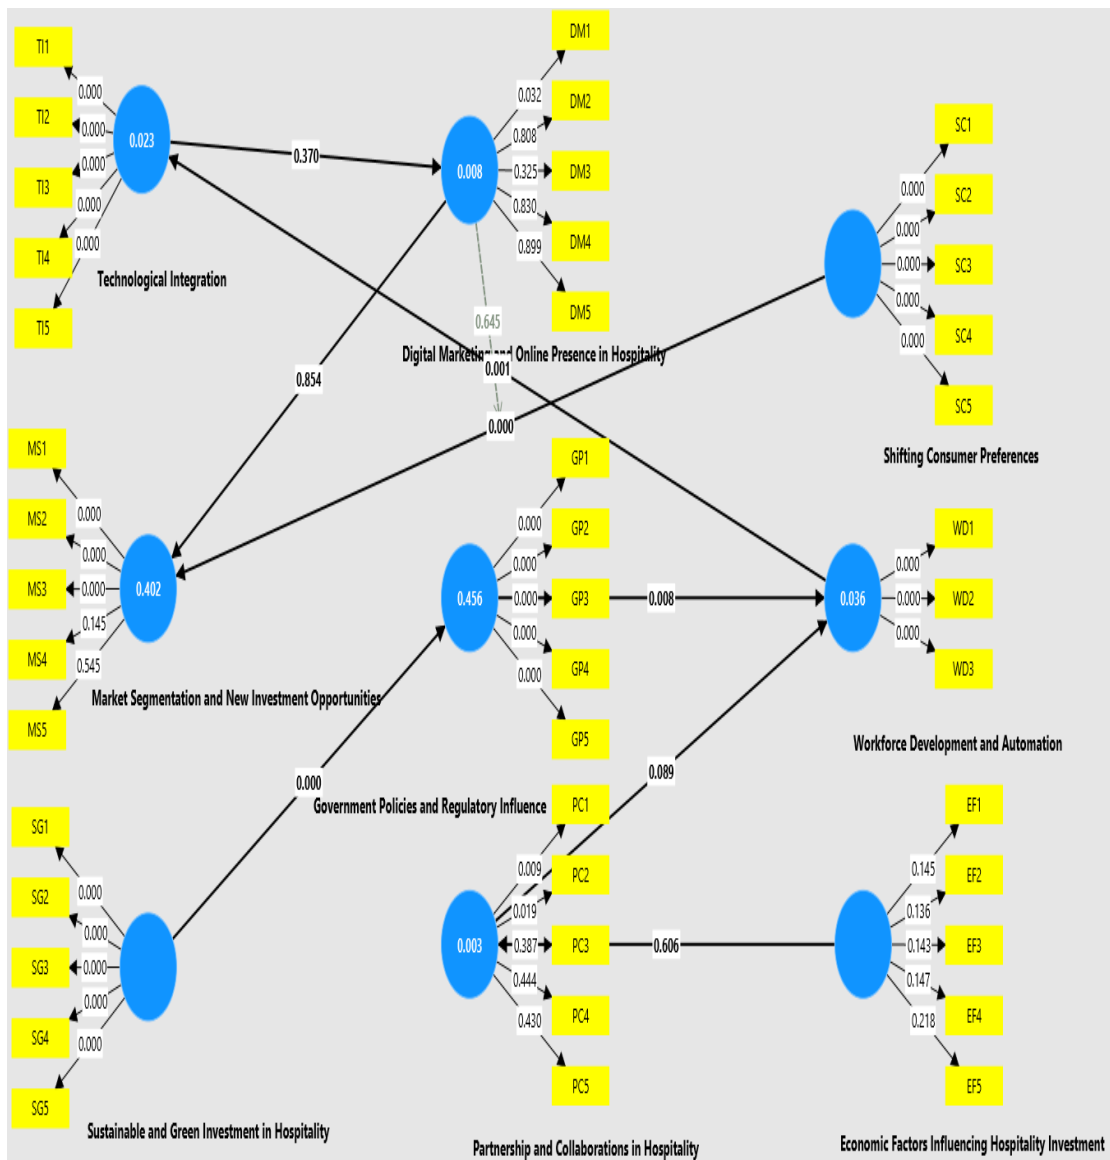 TI1
TI2
TI3
TI4
TI5
0.000
0.000
0.000
0.000
0.000
0.023
Technological Integration
0.370
DM1
DM2
DM3
DM4
DM5
0.032
0.808
0.325
0.830
0.899
0.008
Digital Marketing and Online Presence in Hospitality
0.645
0.001
0.854
0.000
SC1
SC2
SC3
SC4
SC5
0.000
0.000
0.000
0.000
0.000
Shifting Consumer Preferences
MS1
MS2
MS3
MS4
MS5
0.000
0.000
0.000
0.145
0.545
0.402
Market Segmentation and New Investment Opportunities
GP1
GP2
GP3
GP4
GP5
0.000
0.000
0.000
0.000
0.000
0.456
Government Policies and Regulatory Influence
0.008
WD1
WD2
WD3
0.000
0.000
0.000
0.036
Workforce Development and Automation
0.000
0.089
SG1
SG2
SG3
SG4
SG5
0.000
0.000
0.000
0.000
0.000
Sustainable and Green Investment in Hospitality
PC1
PC2
PC3
PC4
PC5
0.009
0.019
0.387
0.444
0.430
0.003
Partnership and Collaborations in Hospitality
0.606
EF1
EF2
EF3
EF4
EF5
0.145
0.136
0.143
0.147
0.218
Economic Factors Influencing Hospitality Investment